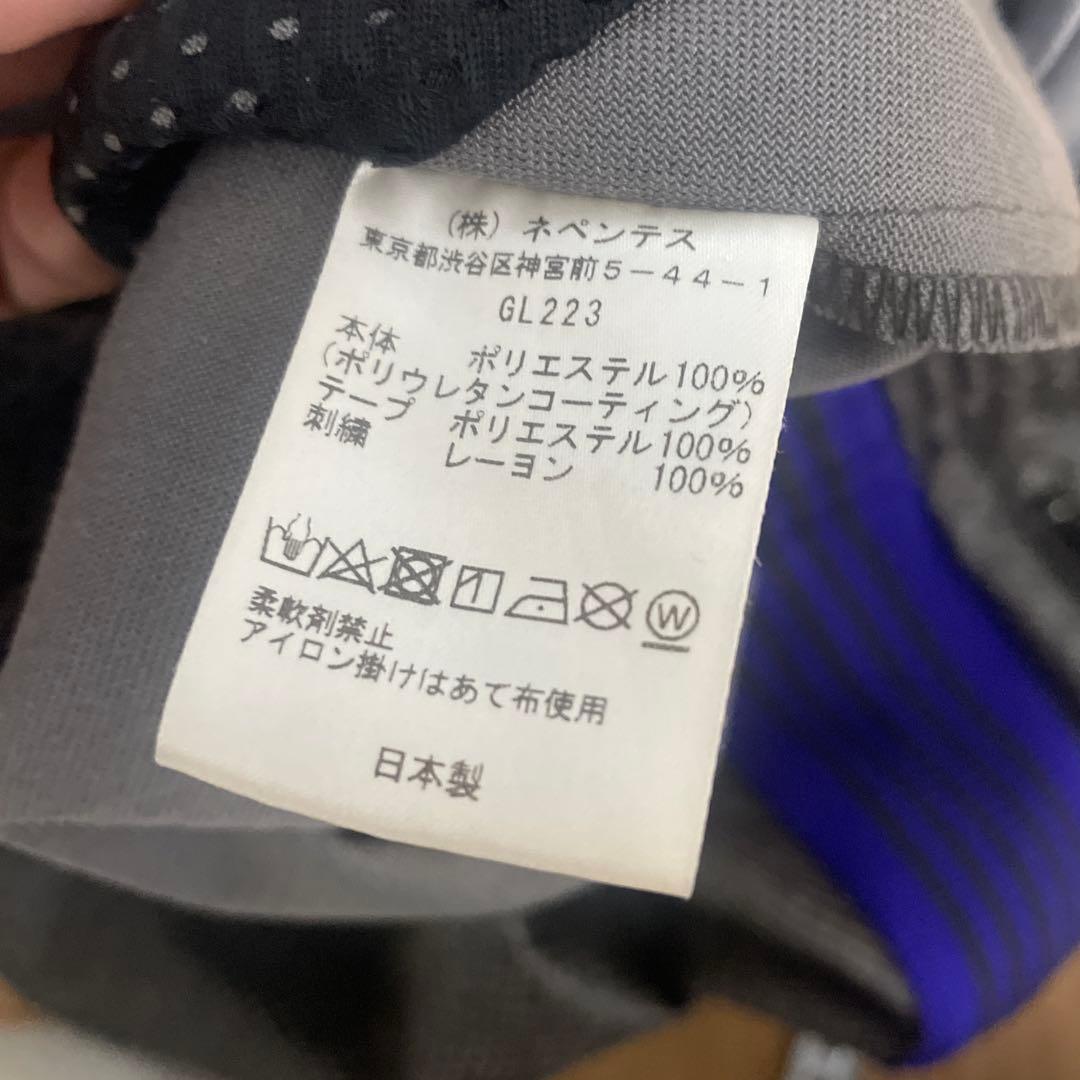 (株) ネペンテス
東京都渋谷区神宮前5-44-1
GL223
本体 ポリエステル100%
(ポリウレタンコーティング)
テープ ポリエステル100%
刺繍 レーヨン 100%
W
柔軟剤禁止
アイロン掛けはあて布使用
日本製